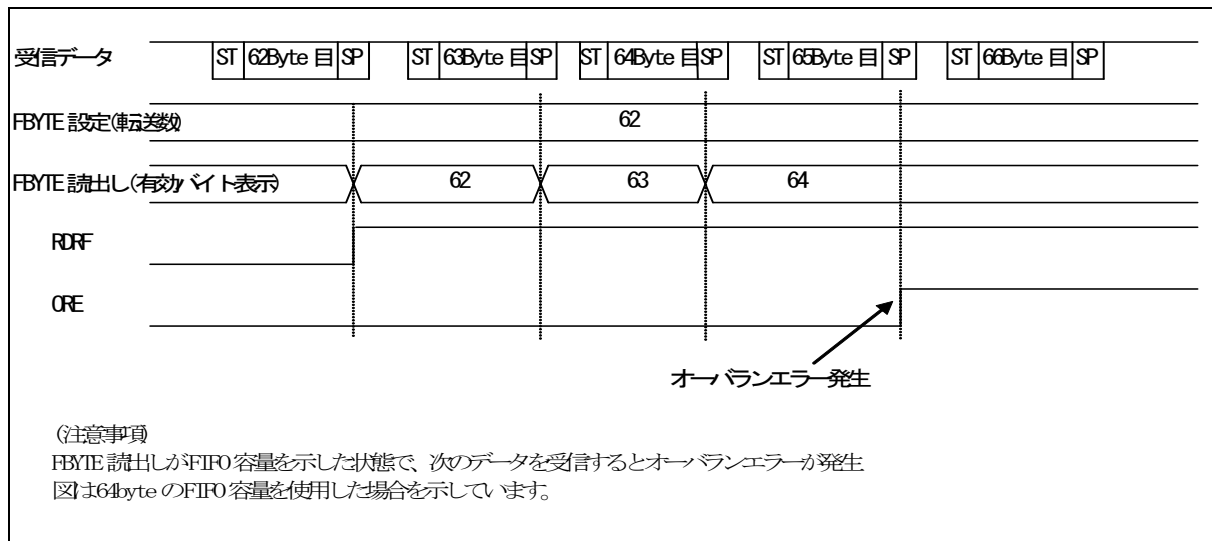 受信データ ST 62Byte 目 SP ST 63Byte 目 SP ST 64Byte 目 SP ST 65Byte 目 SP ST 66Byte 目 SP
FBYTE 設定(転送数) 62
FBYTE 読出し(有効バイト表示) 62 63 64
RDRF
ORE
オーバランエラー発生
(注意事項)
FBYTE 読出しがFIFO 容量を示した状態で、次のデータを受信するとオーバランエラーが発生
図は64byte のFIFO 容量を使用した場合を示しています。